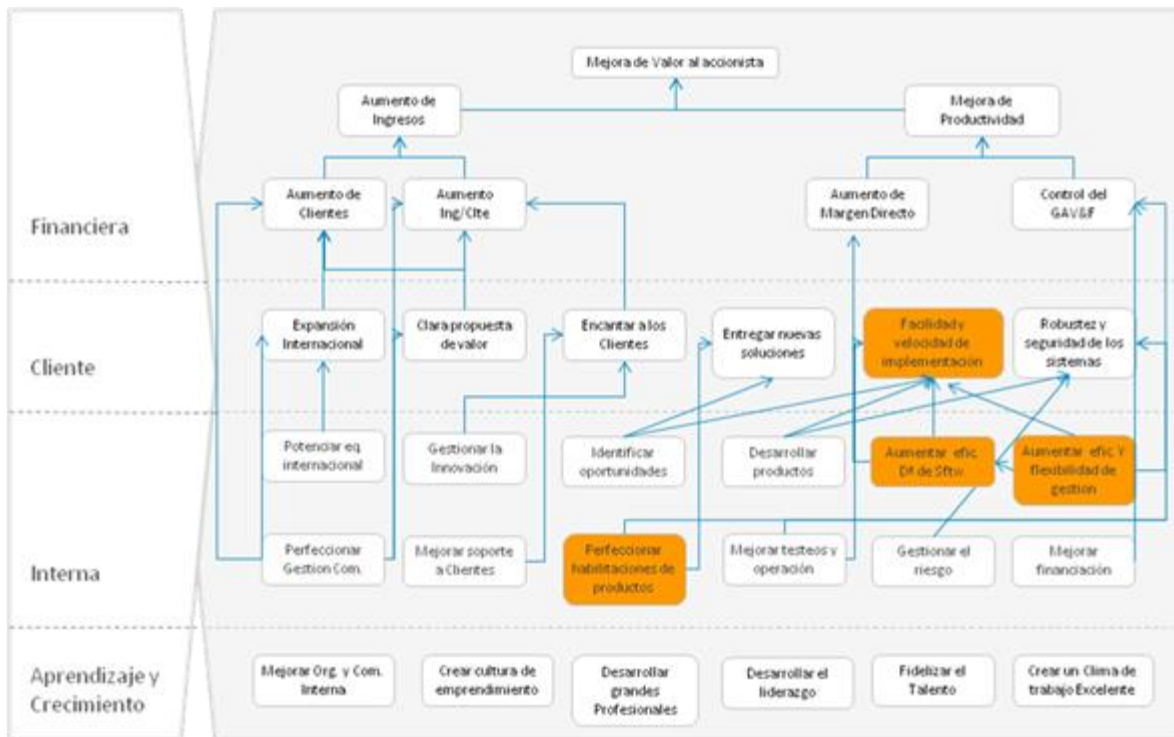 Mejora de Valor al accionista
Aumento de
Ingresos
Mejora de
Productividad
Financiera
Aumento de
Clientes
Aumento
Ing/Clte
Aumento de
Margen Directo
Control del
GAV&F
Cliente
Expansión
Internacional
Clara propuesta
de valor
Encantar a los
Clientes
Entregar nuevas
soluciones
Facilidad y
velocidad de
implementación
Robustez y
seguridad de los
sistemas
Interna
Potenciar eq.
internacional
Gestionar la
Innovación
Identificar
oportunidades
Desarrollar
productos
Aumentar efic.
Df de Sftw
Aumentar efic. Y
flexibilidad de
gestion
Perfeccionar
Gestion Com.
Mejorar soporte
a Clientes
Perfeccionar
habilitaciones de
productos
Mejorar testeos y
operación
Gestionar el
riesgo
Mejorar
financiación
Aprendizaje y
Crecimiento
Mejorar Org. y Com.
Interna
Crear cultura de
emprendimiento
Desarrollar
grandes
Profesionales
Desarrollar el
liderazgo
Fidelizar el
Talento
Crear un Clima de
trabajo Excelente